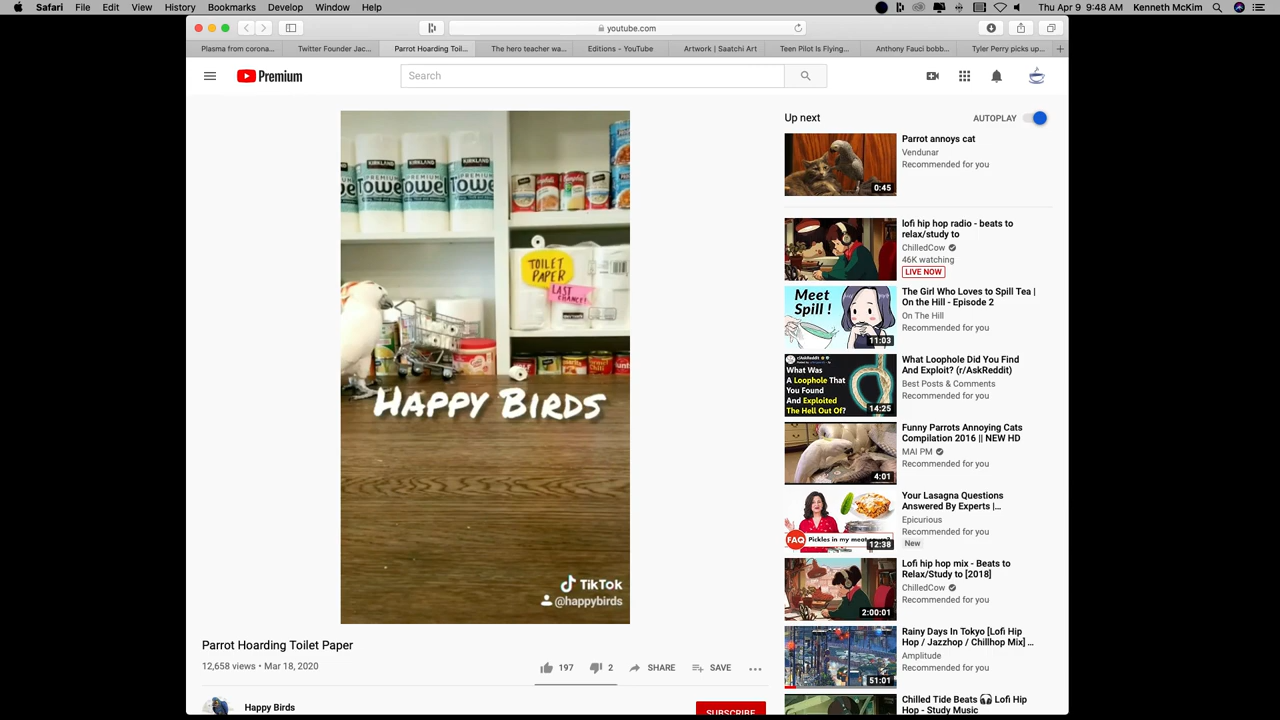 Safari File Edit View History Bookmarks Develop Window Help
Thu Apr 9 9:48 AM Kenneth McKim
youtube.com
Plasma from corona...
Twitter Founder Jac...
Parrot Hoarding Toil...
The hero teacher wa...
Editions - YouTube
Artwork | Saatchi Art
Teen Pilot Is Flying...
Anthony Fauci bobb...
Tyler Perry picks up...
Premium
Search
KIRKLAND
KIRKLAND
KIRKLAND
PREMIUM
Towel
TOILET
PAPER
LAST
CHANCE!
HAPPY BIRDS
TikTok
@happybirds
Parrot Hoarding Toilet Paper
12,658 views • Mar 18, 2020
197
2
SHARE
SAVE
Happy Birds
SUBSCRIBE
Up next
AUTOPLAY
0:45
Parrot annoys cat
Vendunar
Recommended for you
lofi hip hop radio - beats to
relax/study to
ChilledCow
46K watching
LIVE NOW
Meet
Spill !
11:03
The Girl Who Loves to Spill Tea |
On the Hill - Episode 2
On The Hill
Recommended for you
r/AskReddit
What Was
A Loophole That
You Found
And Exploited
The Hell Out Of?
14:25
What Loophole Did You Find
And Exploit? (r/AskReddit)
Best Posts & Comments
Recommended for you
4:01
Funny Parrots Annoying Cats
Compilation 2016 || NEW HD
MAI PM
Recommended for you
FAQ
Pickles in my meat
12:38
Your Lasagna Questions
Answered By Experts |...
Epicurious
Recommended for you
New
2:00:01
Lofi hip hop mix - Beats to
Relax/Study to [2018]
ChilledCow
Recommended for you
51:01
Rainy Days In Tokyo [Lofi Hip
Hop / Jazzhop / Chillhop Mix] ...
Amplitude
Recommended for you
Chilled Tide Beats 🎧 Lofi Hip
Hop - Study Music